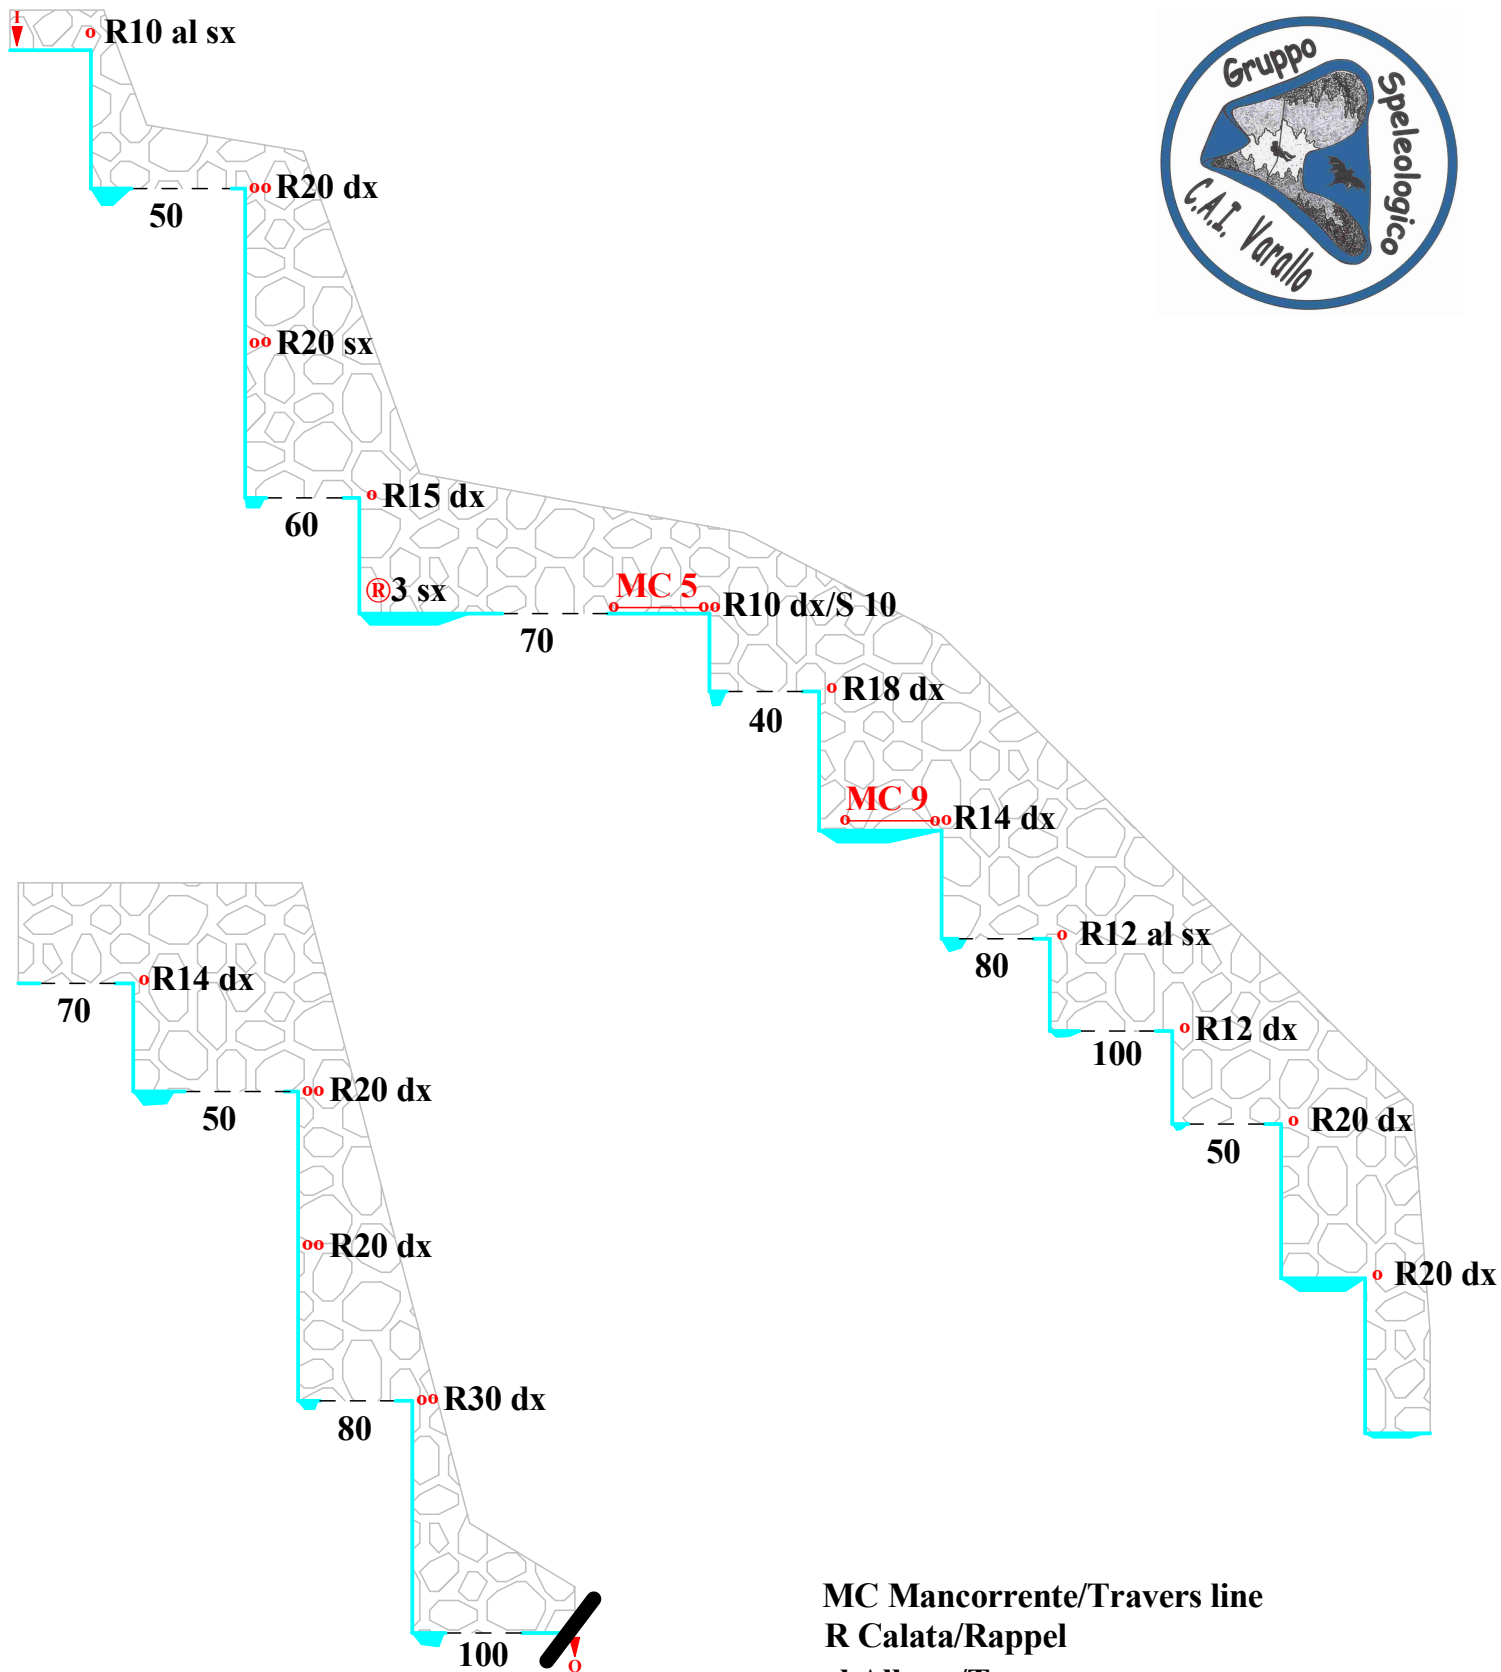 I
R10 al sx
R20 dx
50
R20 sx
R15 dx
60
®3 sx
MC 5
R10 dx/S 10
70
R18 dx
40
MC 9
R14 dx
R12 al sx
80
R12 dx
100
R20 dx
50
R20 dx
R14 dx
70
R20 dx
50
R20 dx
R30 dx
80
100
O
Gruppo
Speleologico
C.A.I. Varallo
MC Mancorrente/Travers line
R Calata/Rappel